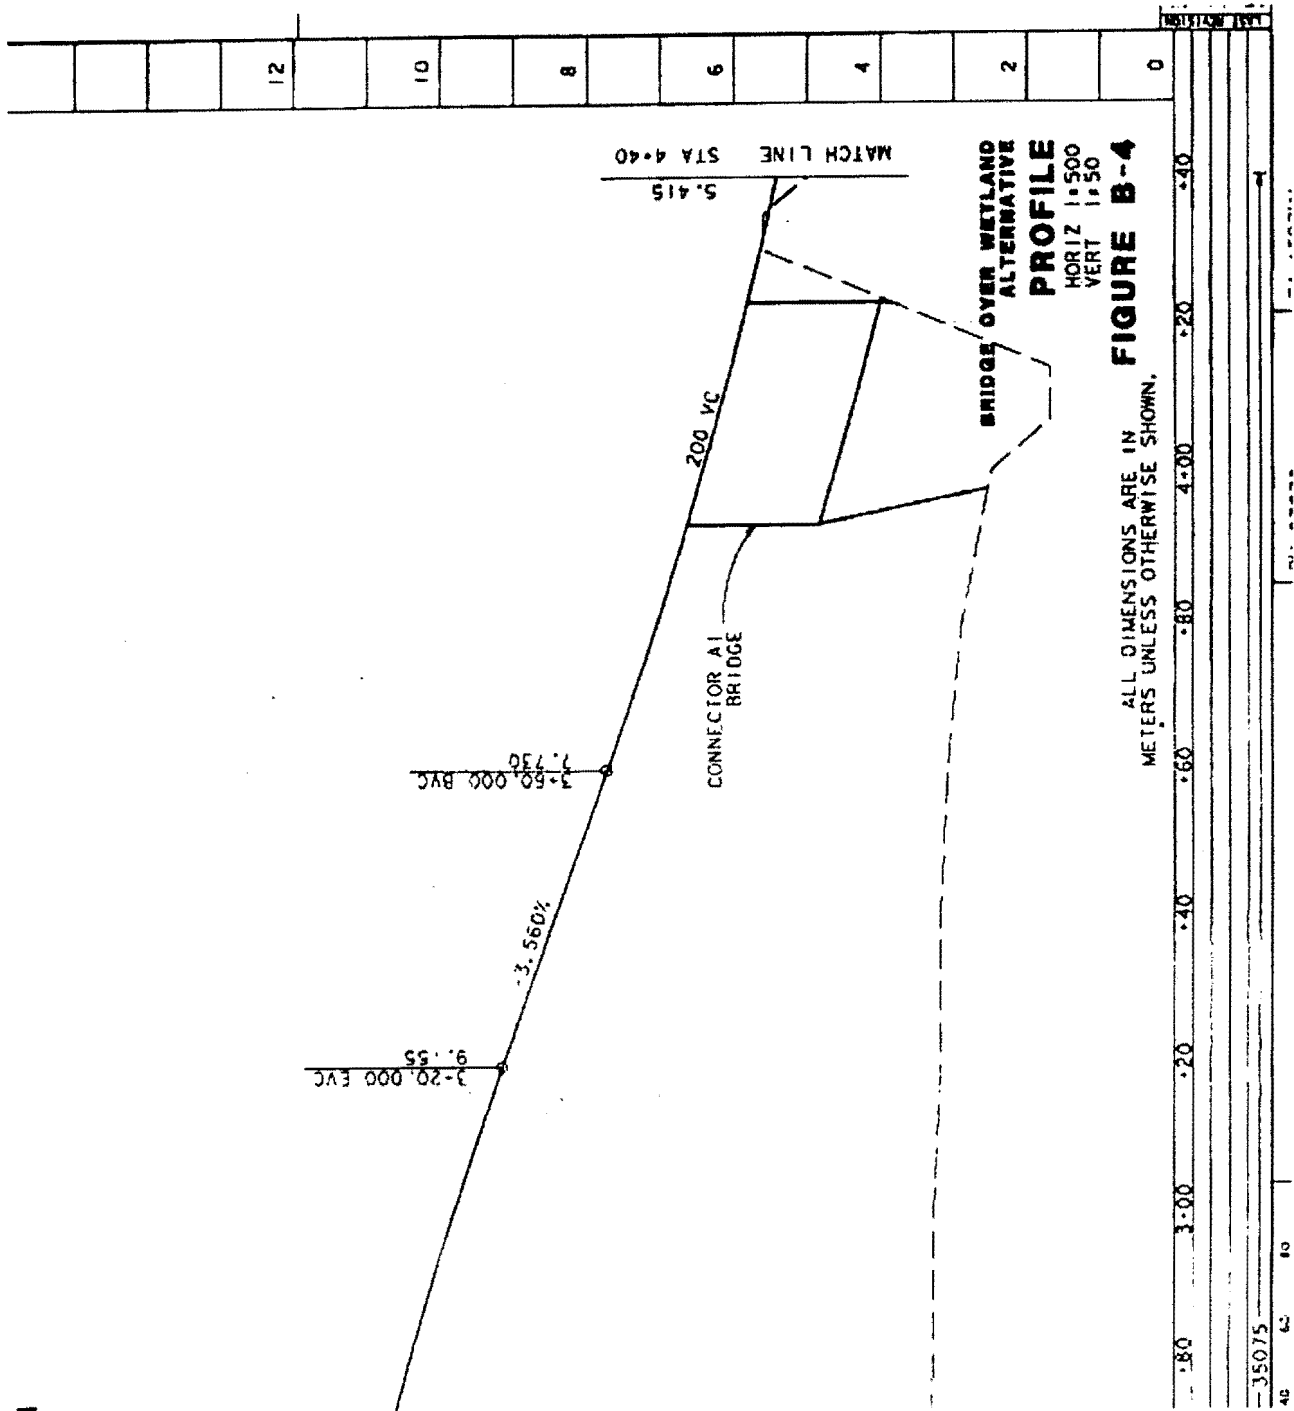 LAST REVISION
12
10
8
6
4
2
0
MATCH LINE STA 4+40
5.415
BRIDGE OVER WETLAND
ALTERNATIVE
PROFILE
HORIZ 1:500
VERT 1:50
FIGURE B-4
ALL DIMENSIONS ARE IN
METERS UNLESS OTHERWISE SHOWN.
200 VC
CONNECTOR A1
BRIDGE
3+60.000 BVC
7.730
-3.560%
3+20.000 EVC
9.155
+40
+20
4+00
+80
+60
+40
+20
3+00
+80
35075